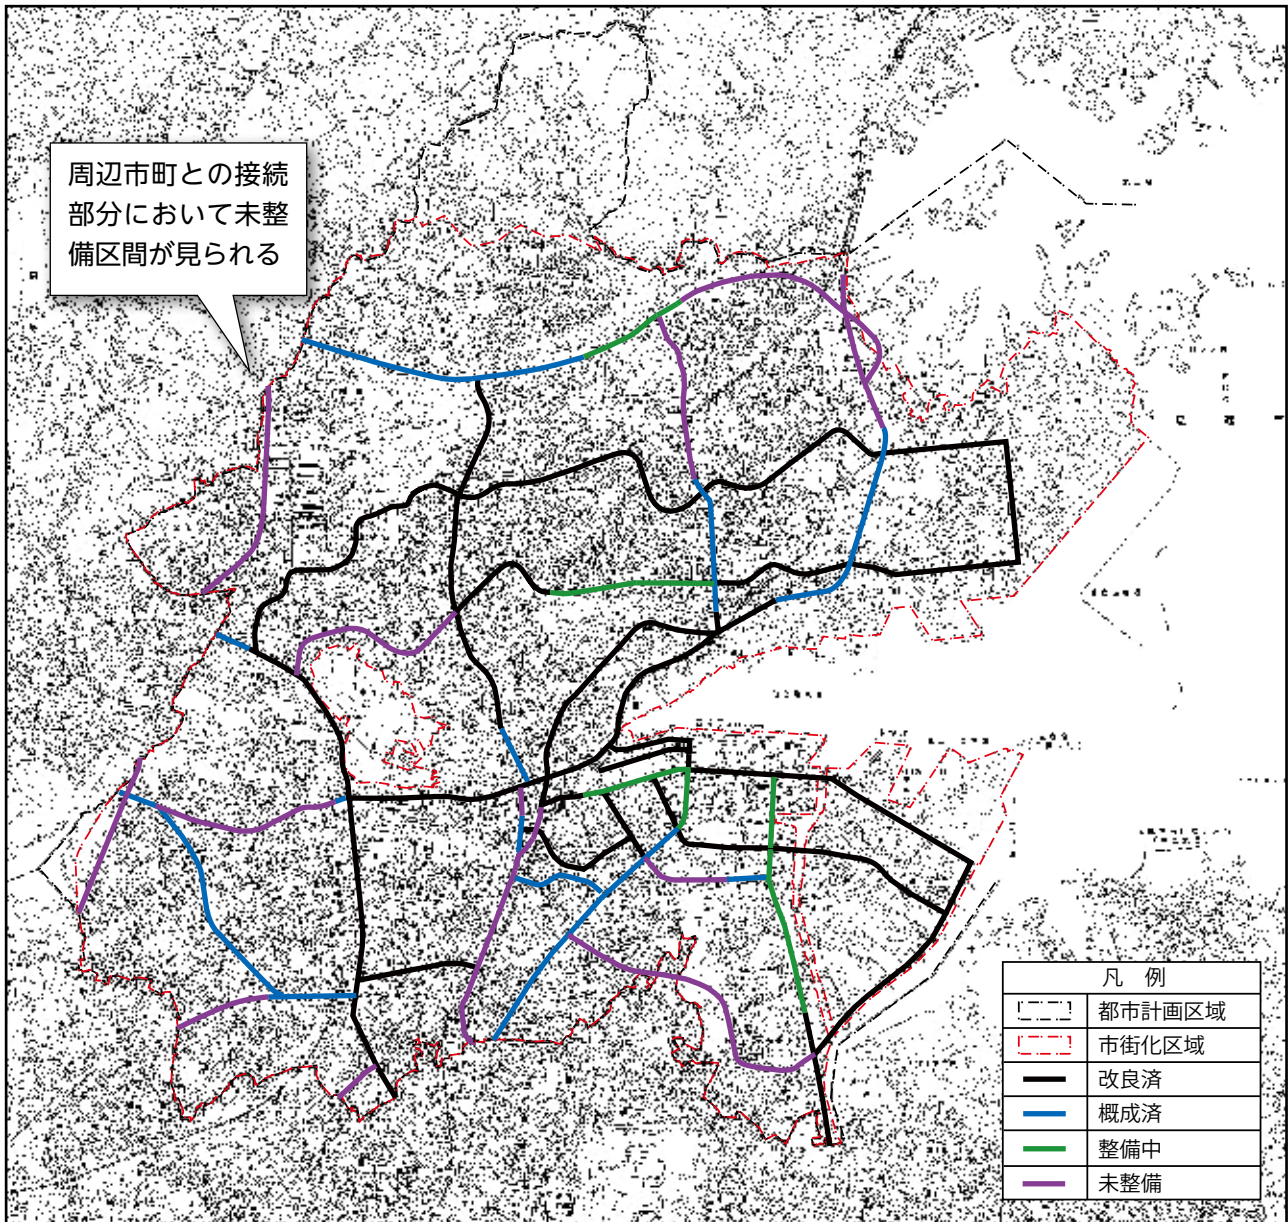 周辺市町との接続
部分において未整
備区間が見られる
凡 例
都市計画区域
市街化区域
改良済
概成済
整備中
未整備